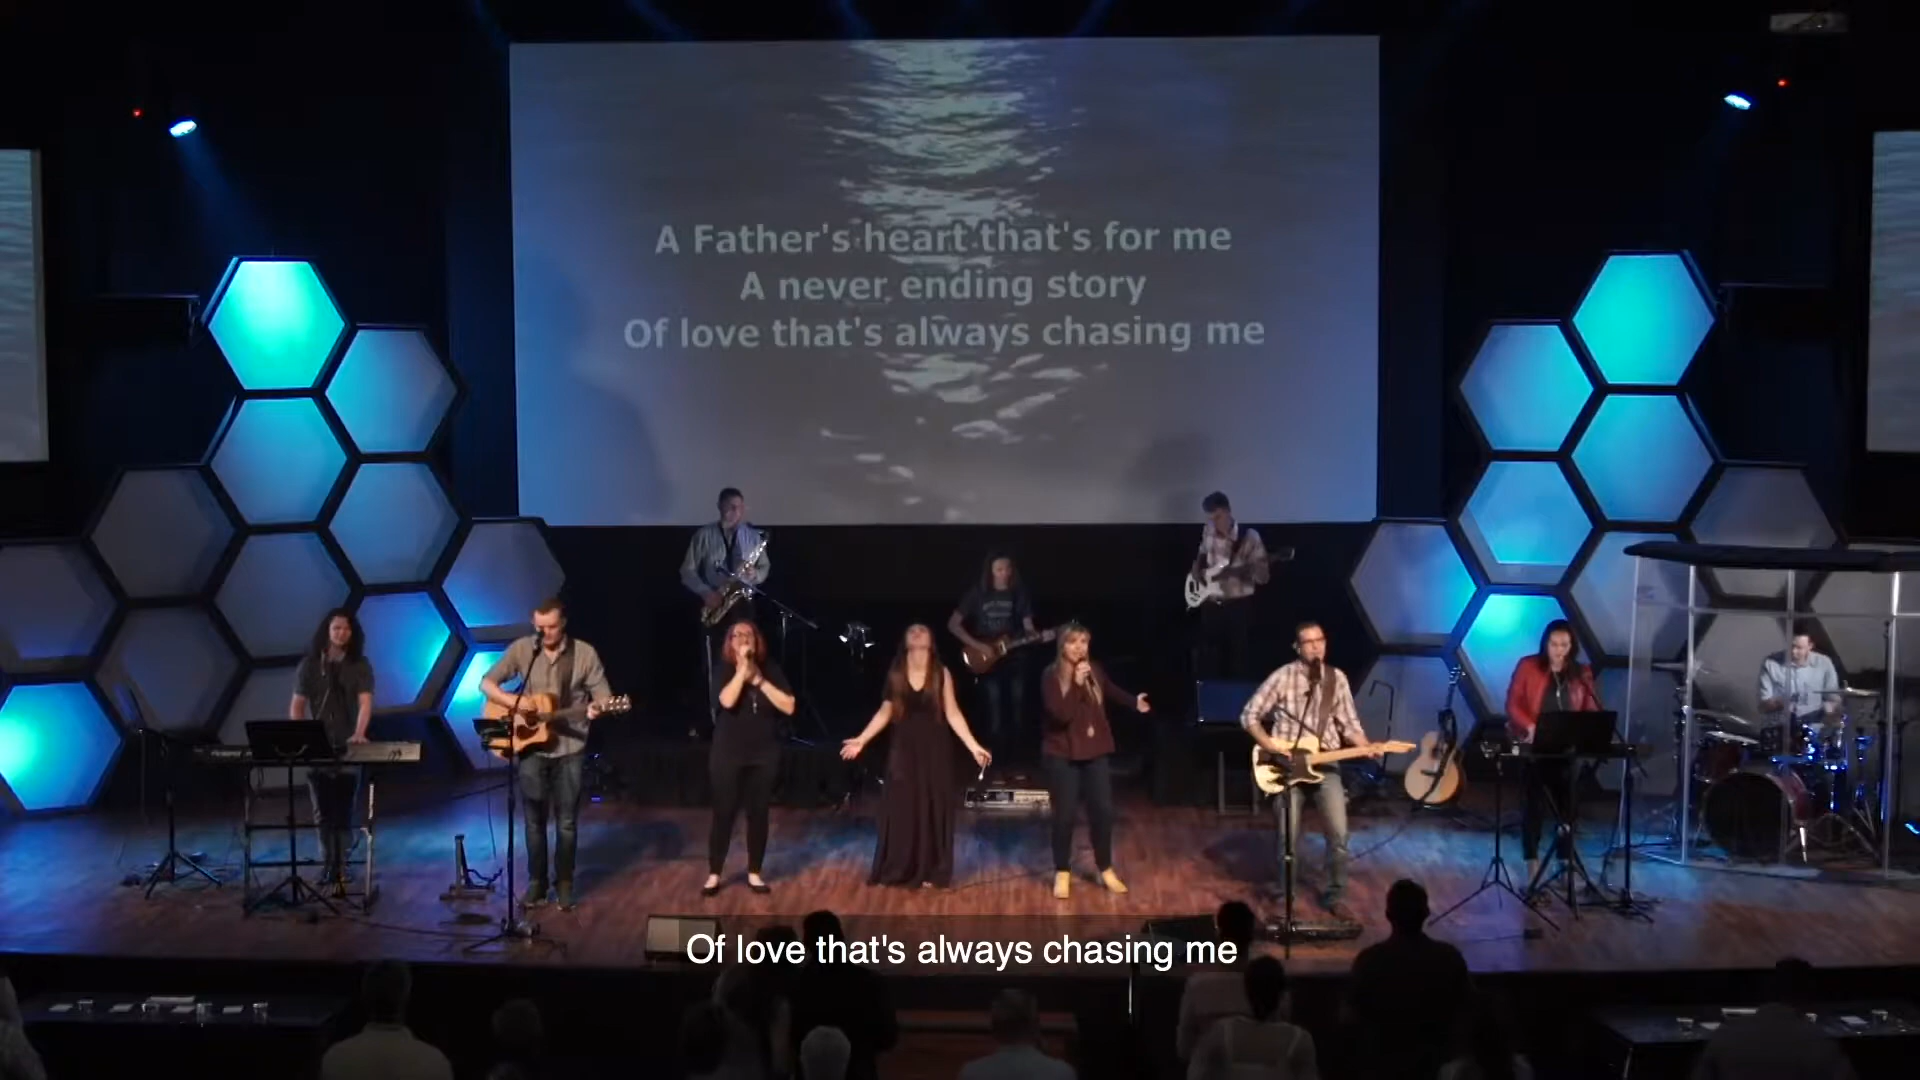 A Father's heart that's for me
A never ending story
Of love that's always chasing me
Of love that's always chasing me